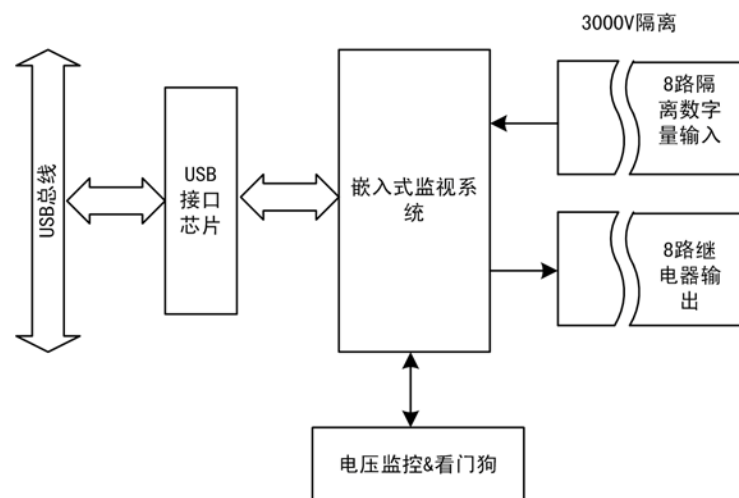 3000V隔离
8路隔
离数字
量输入
USB总线
USB
接口
芯片
嵌入式监视系
统
8路继
电器输
出
电压监控&看门狗